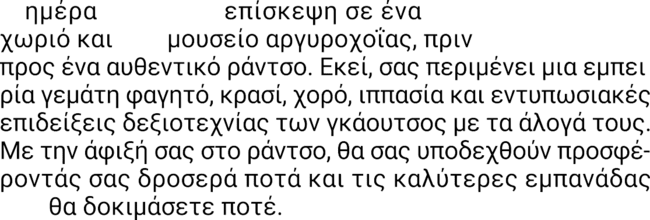 ημέρα επίσκεψη σε ένα
χωριό και μουσείο αργυροχοΐας, πριν
προς ένα αυθεντικό ράντσο. Εκεί, σας περιμένει μια εμπει
ρία γεμάτη φαγητό, κρασί, χορό, ιππασία και εντυπωσιακές
επιδείξεις δεξιοτεχνίας των γκάουτσος με τα άλογά τους.
Με την άφιξή σας στο ράντσο, θα σας υποδεχθούν προσφέ-
ροντάς σας δροσερά ποτά και τις καλύτερες εμπανάδας
θα δοκιμάσετε ποτέ.